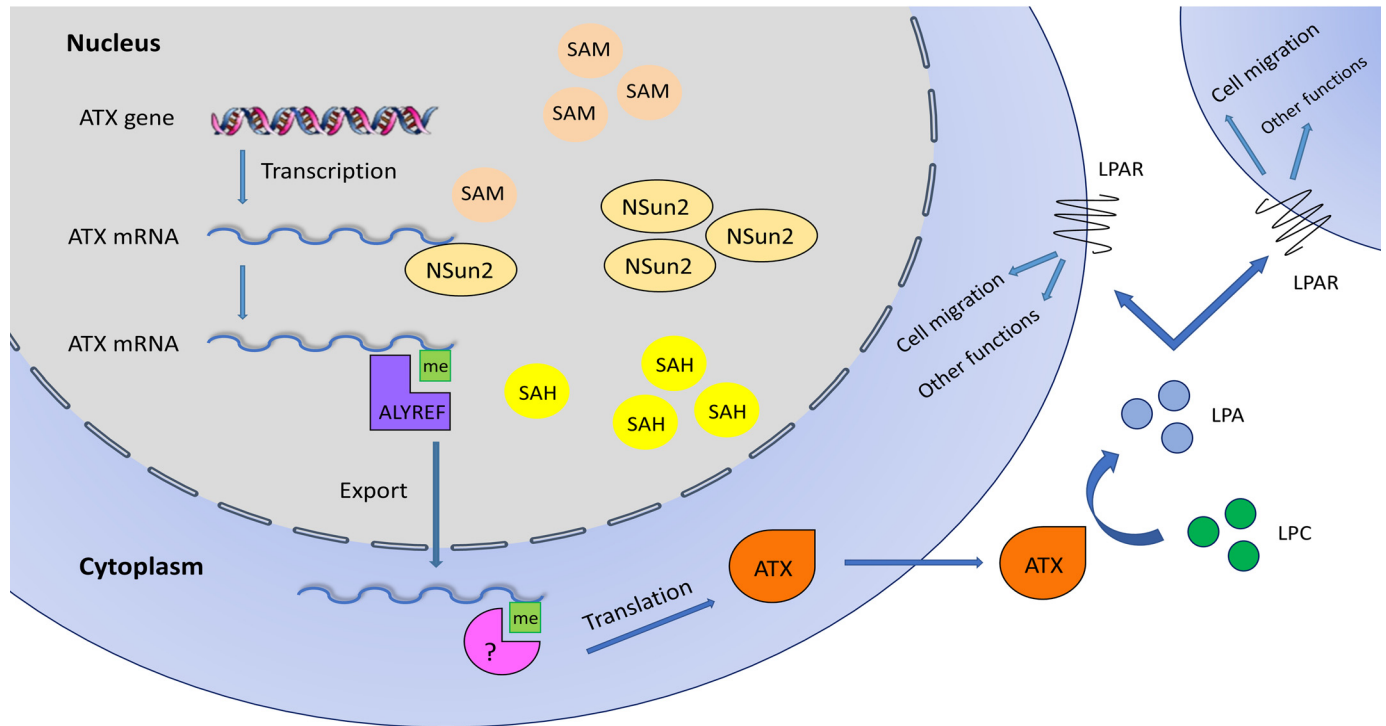 Nucleus
SAM
SAM
SAM
ATX gene
Transcription
SAM
ATX mRNA
NSun2
NSun2
NSun2
NSun2
ATX mRNA
me
ALYREF
SAH
SAH
SAH
SAH
Export
Cytoplasm
me
?
Translation
ATX
ATX
LPC
LPA
LPAR
LPAR
Cell migration
Other functions
Cell migration
Other functions